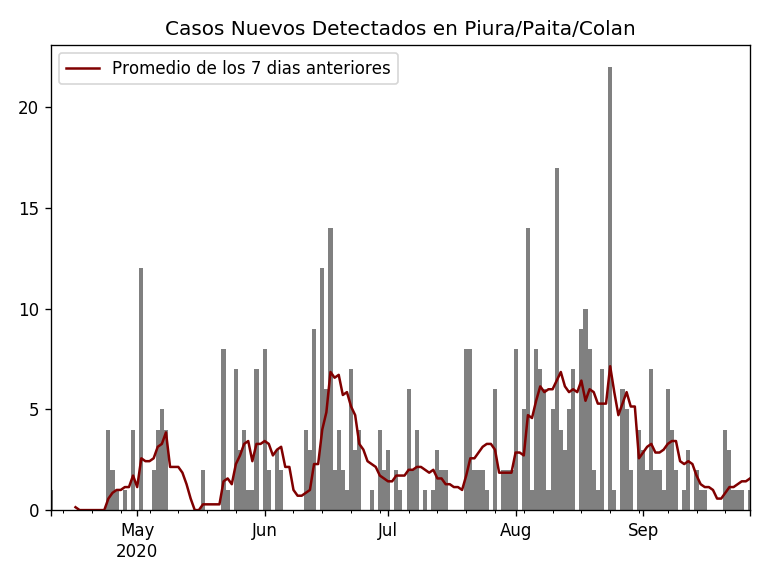 Casos Nuevos Detectados en Piura/Paita/Colan
Promedio de los 7 dias anteriores
20
15
10
5
0
May Jun Jul Aug Sep
2020